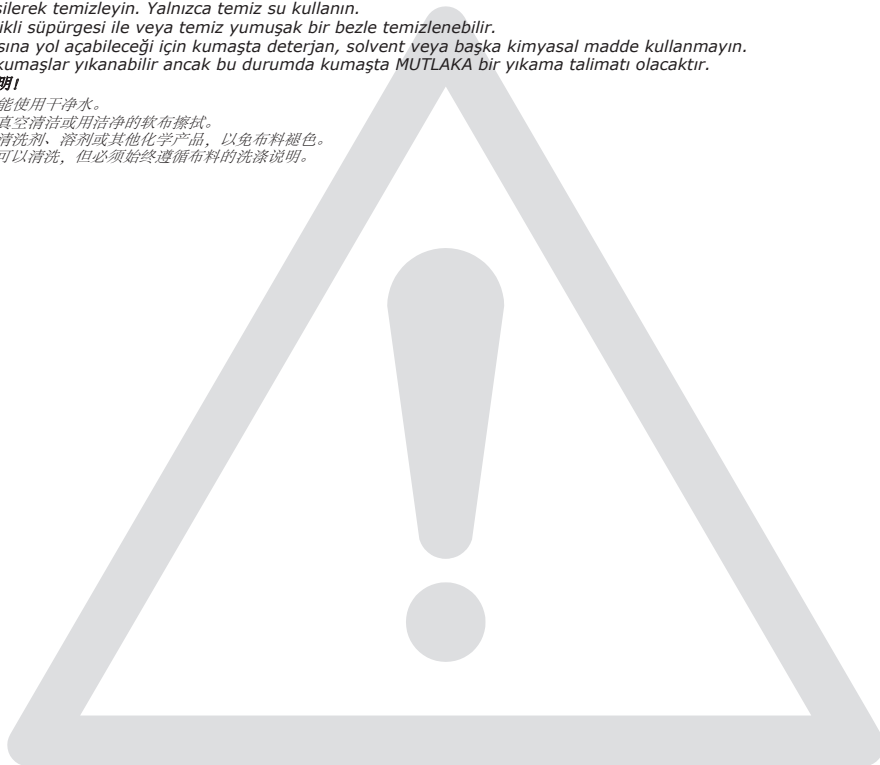 silerek temizleyin. Yalnızca temiz su kullanın.
ikli süpürgesi ile veya temiz yumuşak bir bezle temizlenebilir.
sına yol açabileceği için kumaşta deterjan, solvent veya başka kimyasal madde kullanmayın.
kumaşlar yıkanabilir ancak bu durumda kumaşta MUTLAKA bir yıkama talimatı olacaktır.
明!
能使用干净水。
真空清洁或用洁净的软布擦拭。
清洗剂、溶剂或其他化学产品，以免布料褪色。
可以清洗，但必须始终遵循布料的洗涤说明。